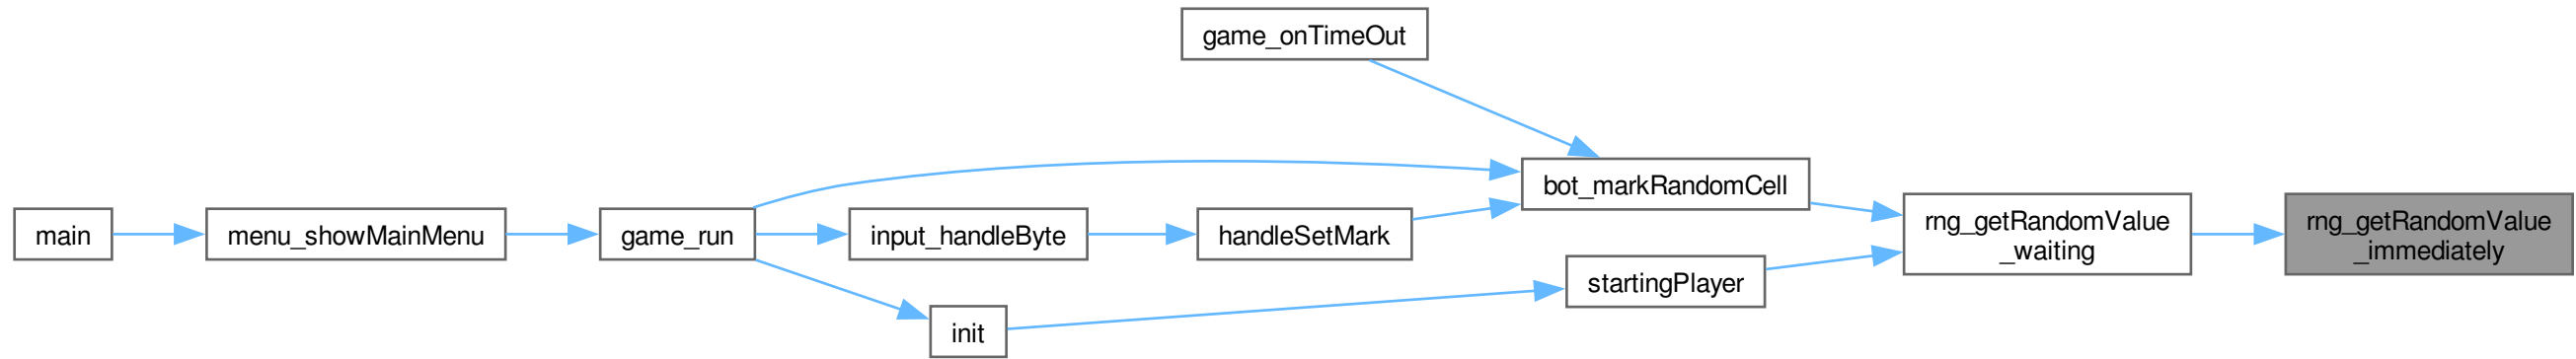 game_onTimeOut
bot_markRandomCell
main
menu_showMainMenu
game_run
input_handleByte
handleSetMark
rng_getRandomValue
_waiting
rng_getRandomValue
_immediately
startingPlayer
init